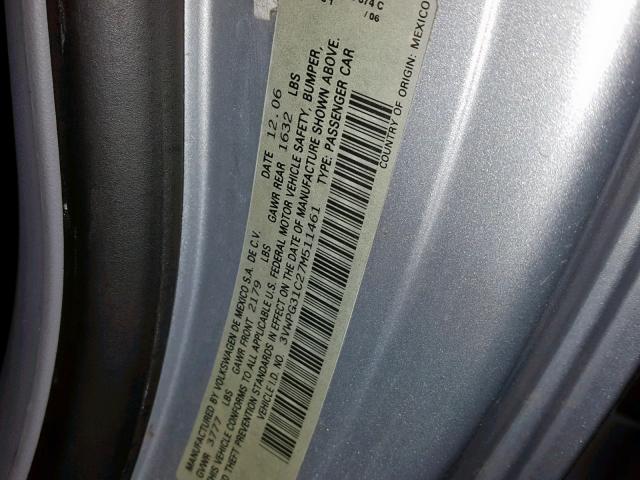 MANUFACTURED BY VOLKSWAGEN DE MEXICO S.A. DE C.V. DATE 12.06
GVWR 3777 LBS GAWR FRONT 2179 LBS GAWR REAR 1632 LBS
THIS VEHICLE CONFORMS TO ALL APPLICABLE U.S. FEDERAL MOTOR VEHICLE SAFETY, BUMPER,
THEFT PREVENTION STANDARDS IN EFFECT ON THE DATE OF MANUFACTURE SHOWN ABOVE.
VEHICLE I.D. NO. 3VWPG31C27M511461 TYPE: PASSENGER CAR
COUNTRY OF ORIGIN: MEXICO
/06